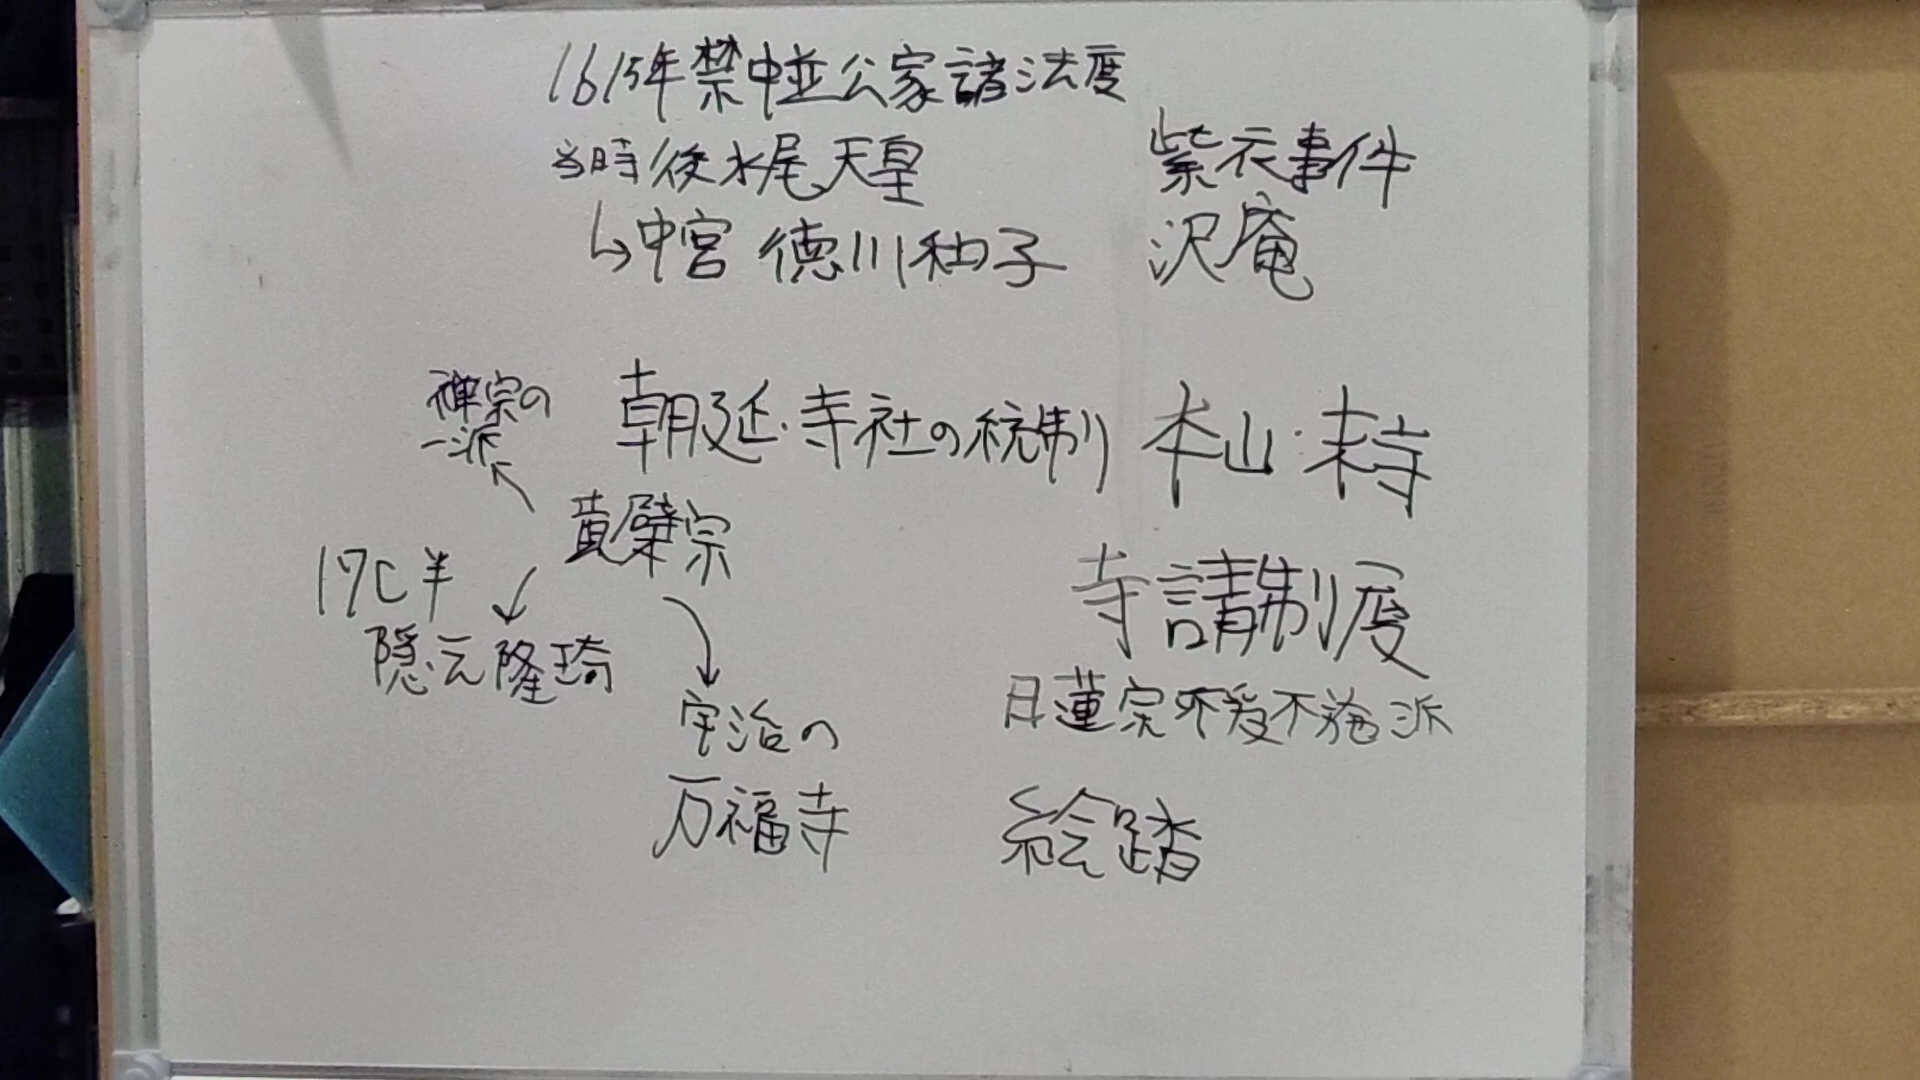 1615年禁中並公家諸法度
当時後水尾天皇
紫衣事件
↳中宮 徳川和子
沢庵
禅宗の
一派
朝延・寺社の統制
本山・末寺
黄檗宗
寺請制度
17C半
隠元隆琦
日蓮宗不受不施派
宇治の
万福寺
絵踏